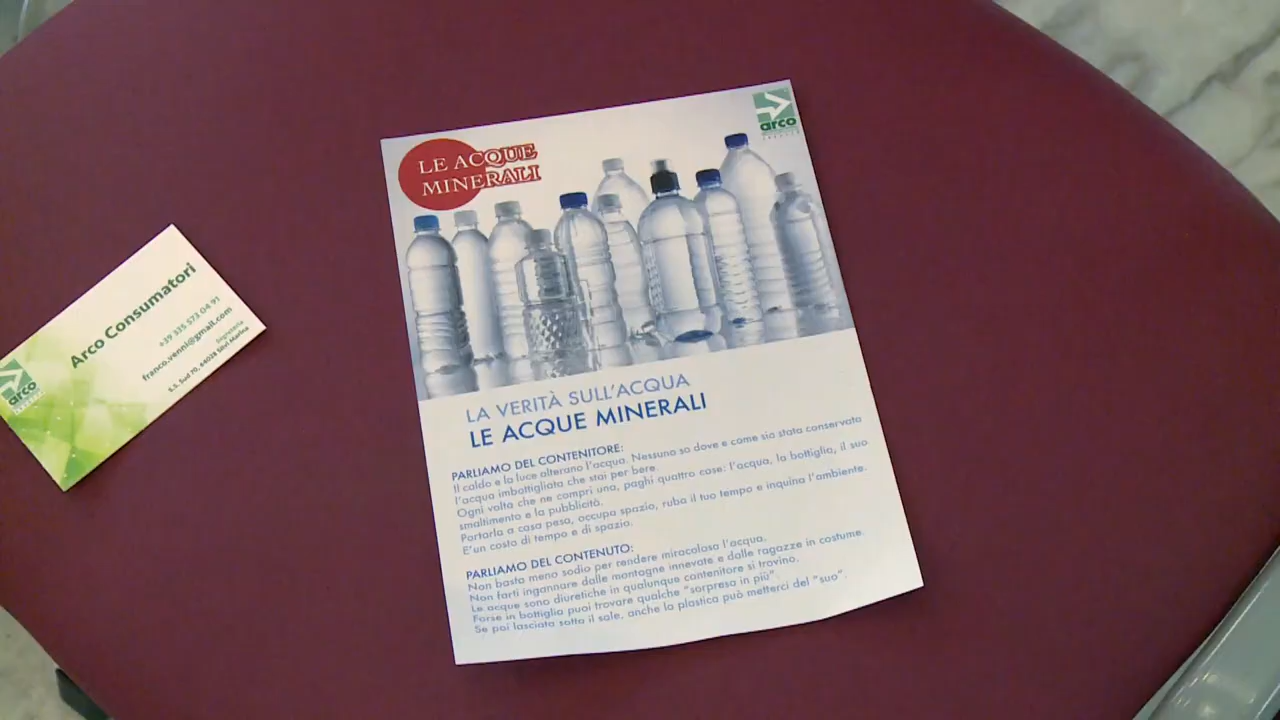 LE ACQUE
MINERALI
arco
LA VERITÀ SULL'ACQUA
LE ACQUE MINERALI
PARLIAMO DEL CONTENITORE:
Il caldo e la luce alterano l'acqua. Nessuno sa dove e come sia stata conservata
l'acqua imbottigliata che stai per bere.
Ogni volta che ne compri una, paghi quattro cose: l'acqua, la bottiglia, il suo
smaltimento e la pubblicità.
Portarla a casa pesa, occupa spazio, ruba il tuo tempo e inquina l'ambiente.
E'un costo di tempo e di spazio.
PARLIAMO DEL CONTENUTO:
Non basta meno sodio per rendere miracolosa l'acqua.
Non farti ingannare dalle montagne innevate e dalle ragazze in costume.
Le acque sono diuretiche in qualunque contenitore si trovino.
Forse in bottiglia puoi trovare qualche "sorpresa in più".
Se poi lasciata sotto il sole, anche la plastica può metterci del "suo".
Arco Consumatori
+39 335 573 04 91
franco.venni@gmail.com
Segreteria
S.S. Sud 70, 64028 Silvi Marina
arco